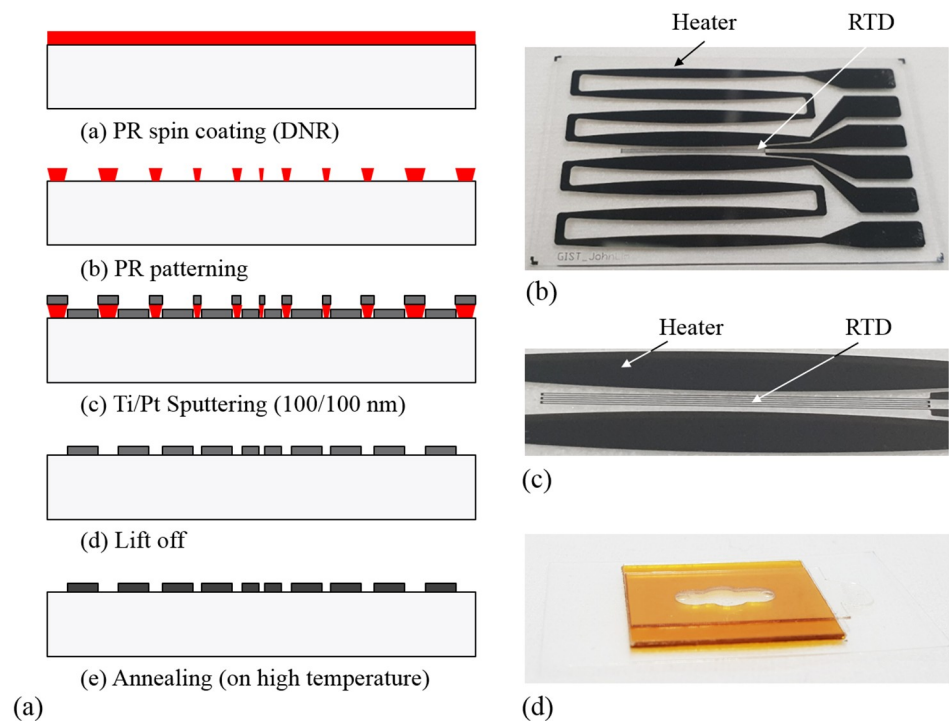 (a) PR spin coating (DNR)
(b) PR patterning
(c) Ti/Pt Sputtering (100/100 nm)
(d) Lift off
(e) Annealing (on high temperature)
(a)
Heater
RTD
GIST_John
(b)
Heater
RTD
(c)
(d)